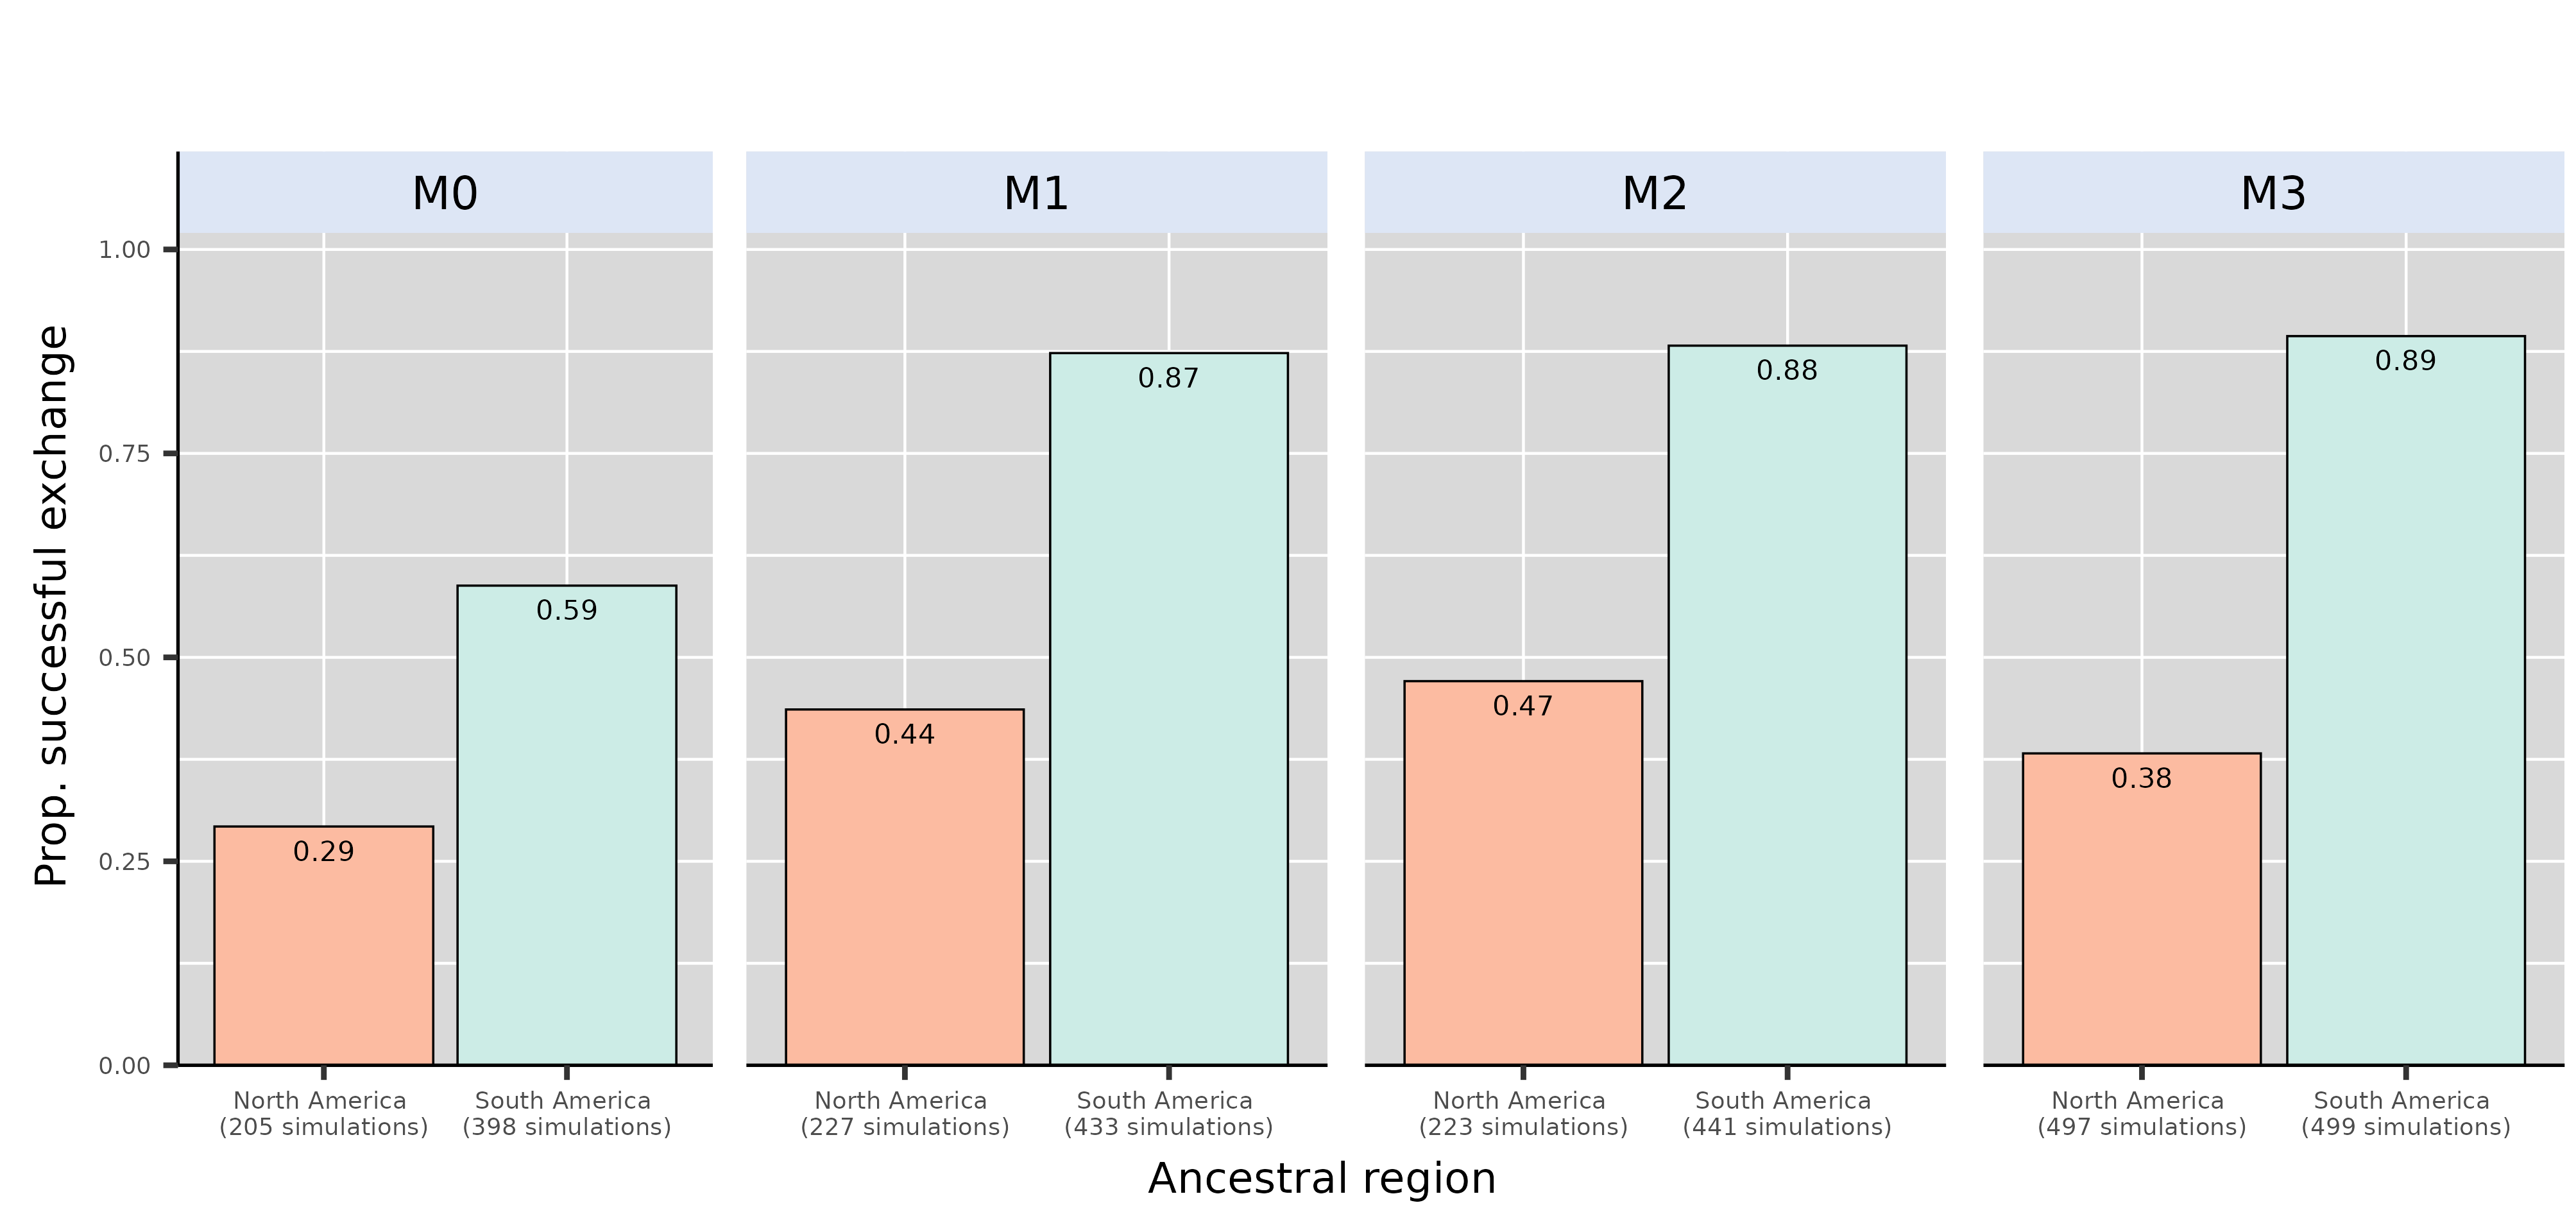 M0
M1
M2
M3
Prop. successful exchange
1.00
0.75
0.50
0.25
0.00
0.29
0.59
0.44
0.87
0.47
0.88
0.38
0.89
North America
(205 simulations)
South America
(398 simulations)
North America
(227 simulations)
South America
(433 simulations)
North America
(223 simulations)
South America
(441 simulations)
North America
(497 simulations)
South America
(499 simulations)
Ancestral region